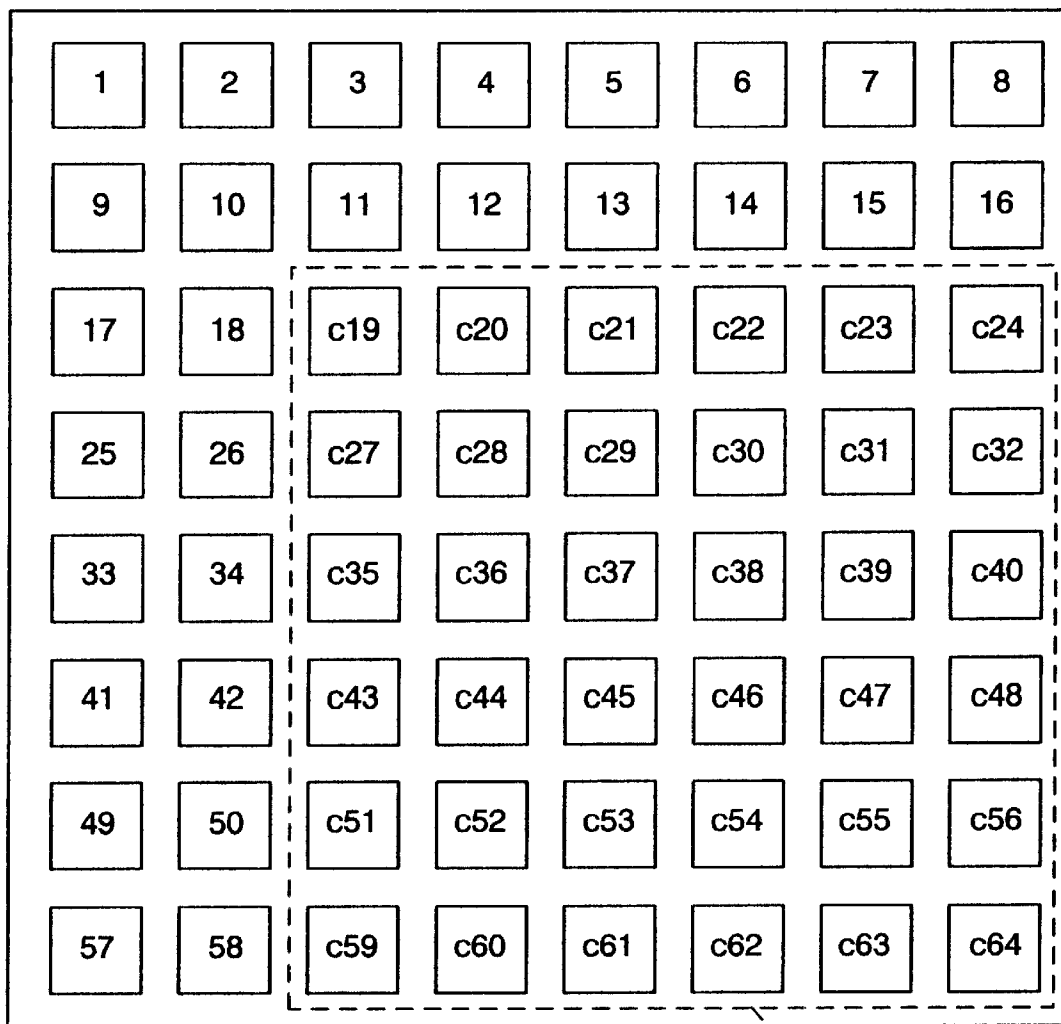 1 2 3 4 5 6 7 8
9 10 11 12 13 14 15 16
17 18 c19 c20 c21 c22 c23 c24
25 26 c27 c28 c29 c30 c31 c32
33 34 c35 c36 c37 c38 c39 c40
41 42 c43 c44 c45 c46 c47 c48
49 50 c51 c52 c53 c54 c55 c56
57 58 c59 c60 c61 c62 c63 c64